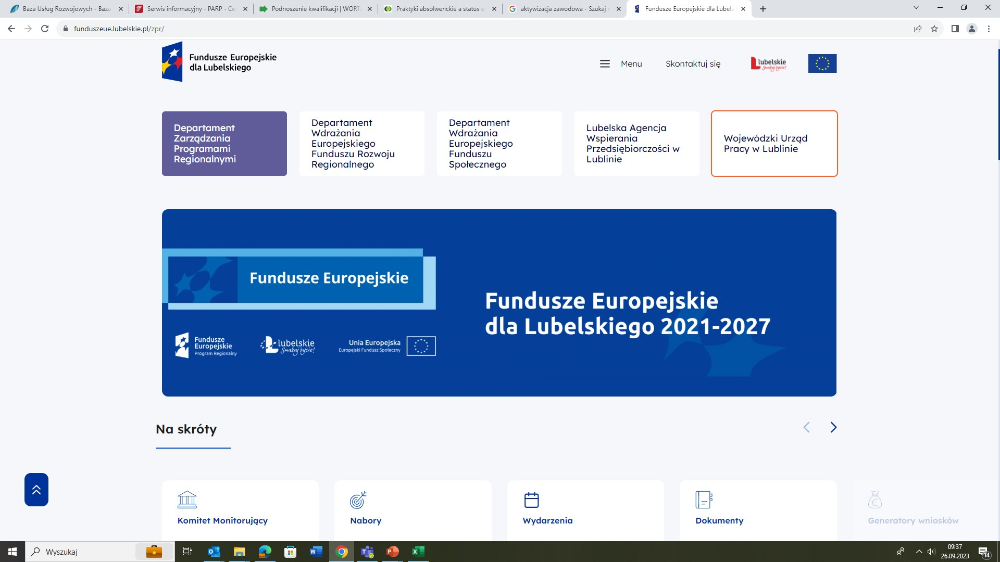 Baza Usług Rozwojowych - Baza
Serwis informacyjny - PARP - Ce
Podnoszenie kwalifikacji | WORT
Praktyki absolwenckie a status o
aktywizacja zawodowa - Szukaj
Fundusze Europejskie dla Lubels
funduszeue.lubelskie.pl/zpr/
Fundusze Europejskie
dla Lubelskiego
Menu
Skontaktuj się
lubelskie
Smakuj życie!
Departament
Zarządzania
Programami
Regionalnymi
Departament
Wdrażania
Europejskiego
Funduszu Rozwoju
Regionalnego
Departament
Wdrażania
Europejskiego
Funduszu
Społecznego
Lubelska Agencja
Wspierania
Przedsiębiorczości w
Lublinie
Wojewódzki Urząd
Pracy w Lublinie
Fundusze Europejskie
Fundusze
Europejskie
Program Regionalny
lubelskie
Smakuj życie!
Unia Europejska
Europejski Fundusz Społeczny
Fundusze Europejskie
dla Lubelskiego 2021-2027
Na skróty
Komitet Monitorujący
Nabory
Wydarzenia
Dokumenty
Generatory wniosków
Wyszukaj
09:37
26.09.2023
14